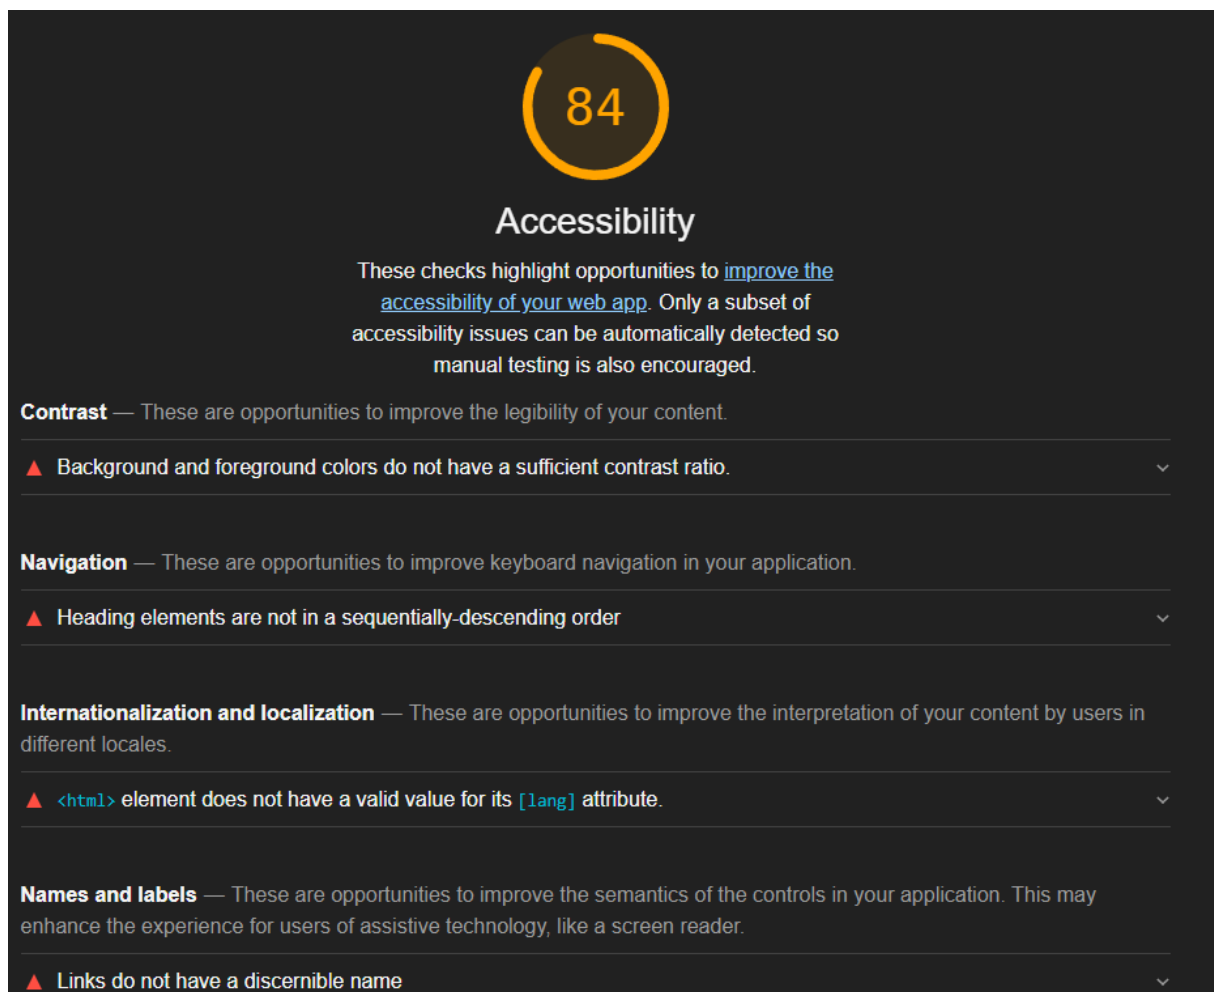 84
Accessibility
These checks highlight opportunities to improve the
accessibility of your web app. Only a subset of
accessibility issues can be automatically detected so
manual testing is also encouraged.
Contrast — These are opportunities to improve the legibility of your content.
Background and foreground colors do not have a sufficient contrast ratio.
Navigation — These are opportunities to improve keyboard navigation in your application.
Heading elements are not in a sequentially-descending order
Internationalization and localization — These are opportunities to improve the interpretation of your content by users in
different locales.
<html> element does not have a valid value for its [lang] attribute.
Names and labels — These are opportunities to improve the semantics of the controls in your application. This may
enhance the experience for users of assistive technology, like a screen reader.
Links do not have a discernible name